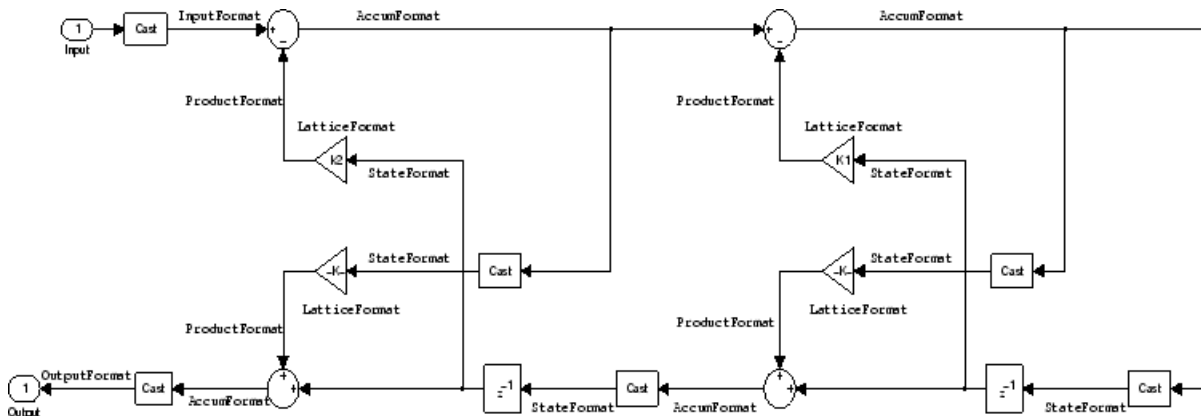 InputFormat
AccumFormat
AccumFormat
1
Cast
+
−
+
−
Input
ProductFormat
ProductFormat
LatticeFormat
LatticeFormat
k2
K1
StateFormat
StateFormat
StateFormat
StateFormat
-K-
Cast
-K-
Cast
LatticeFormat
LatticeFormat
ProductFormat
ProductFormat
OutputFormat
+
+
1
Cast
+
z⁻¹
Cast
+
z⁻¹
Cast
Output
AccumFormat
StateFormat
AccumFormat
StateFormat